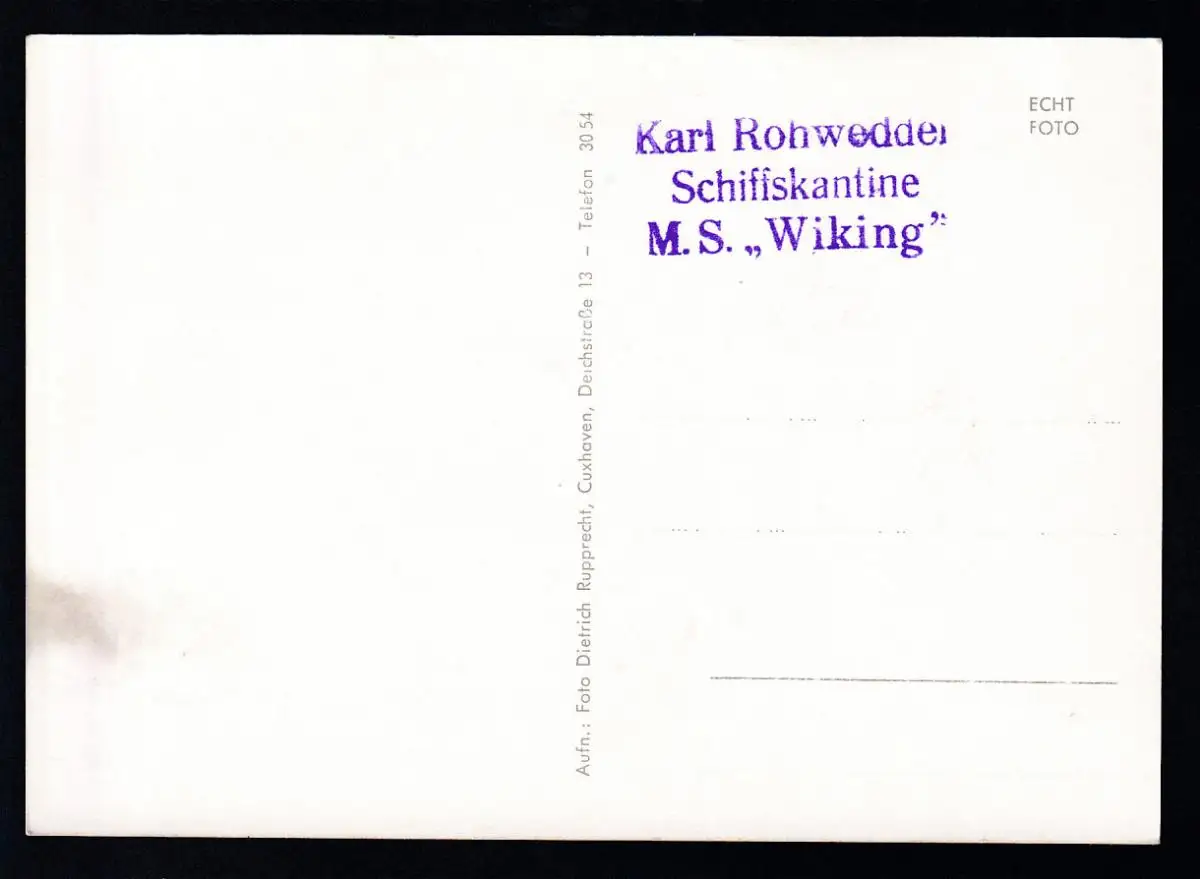 ECHT
FOTO
Karl Rohwedder
Schiffskantine
M.S. „Wiking”
Aufn.: Foto Dietrich Rupprecht, Cuxhaven, Deichstraße 13 – Telefon 3054